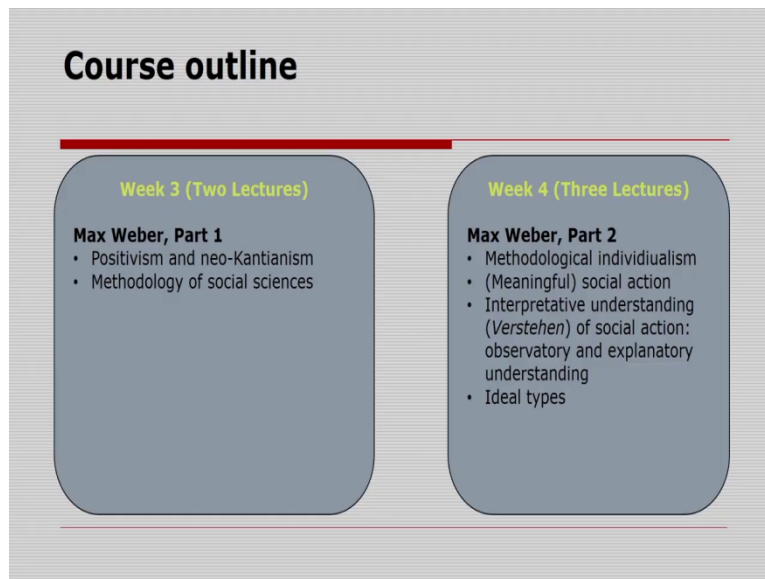 Course outline
Week 3 (Two Lectures)
Max Weber, Part 1
• Positivism and neo-Kantianism
• Methodology of social sciences
Week 4 (Three Lectures)
Max Weber, Part 2
• Methodological individiualism
• (Meaningful) social action
• Interpretative understanding
(Verstehen) of social action:
observatory and explanatory
understanding
• Ideal types